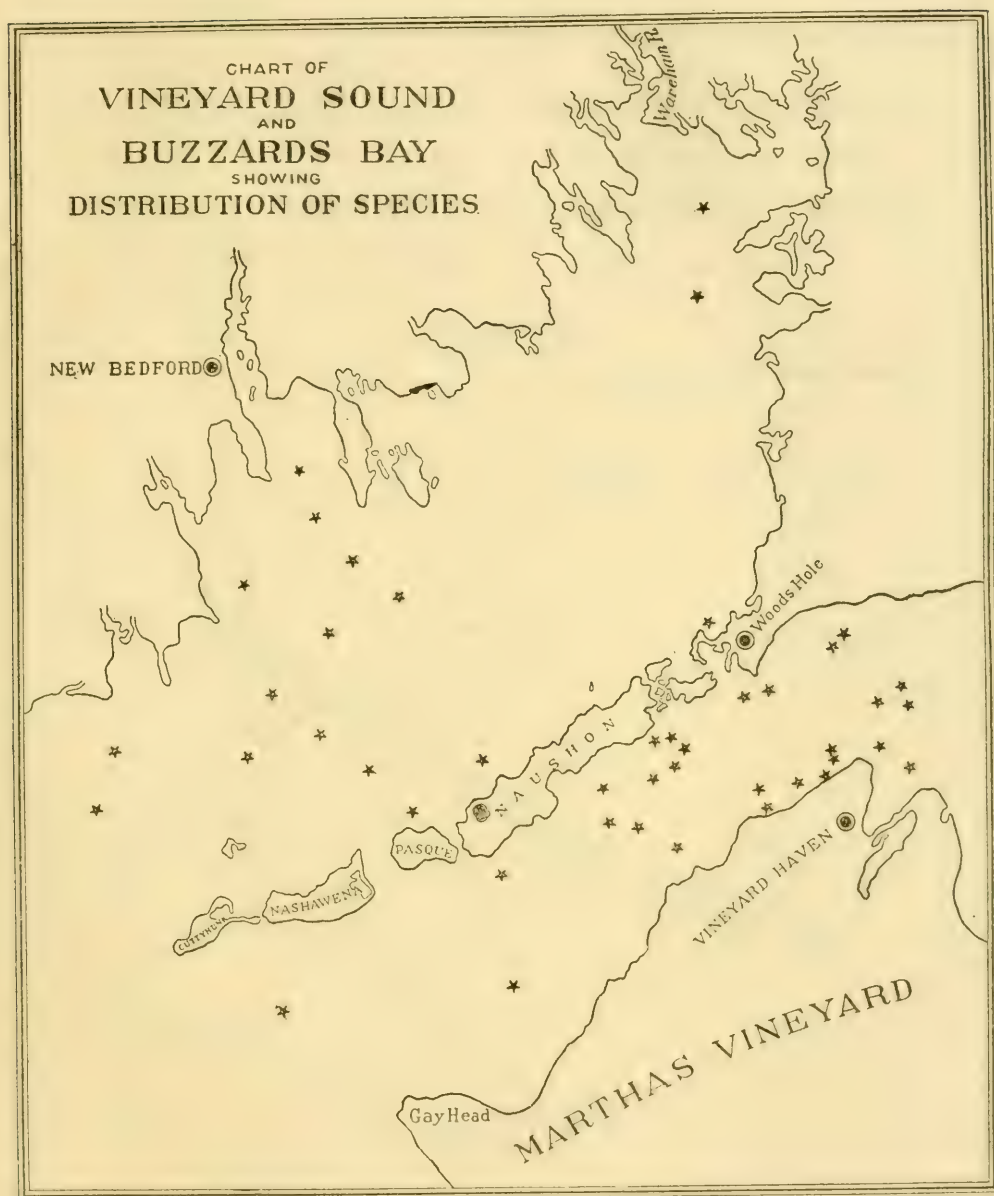 CHART OF
VINEYARD SOUND
AND
BUZZARDS BAY
SHOWING
DISTRIBUTION OF SPECIES.
Wareham R.
NEW BEDFORD
Woods Hole
NAUSHON
PASQUE
NASHAWENA
CUTTYHUNK
VINEYARD HAVEN
MARTHAS VINEYARD
Gay Head